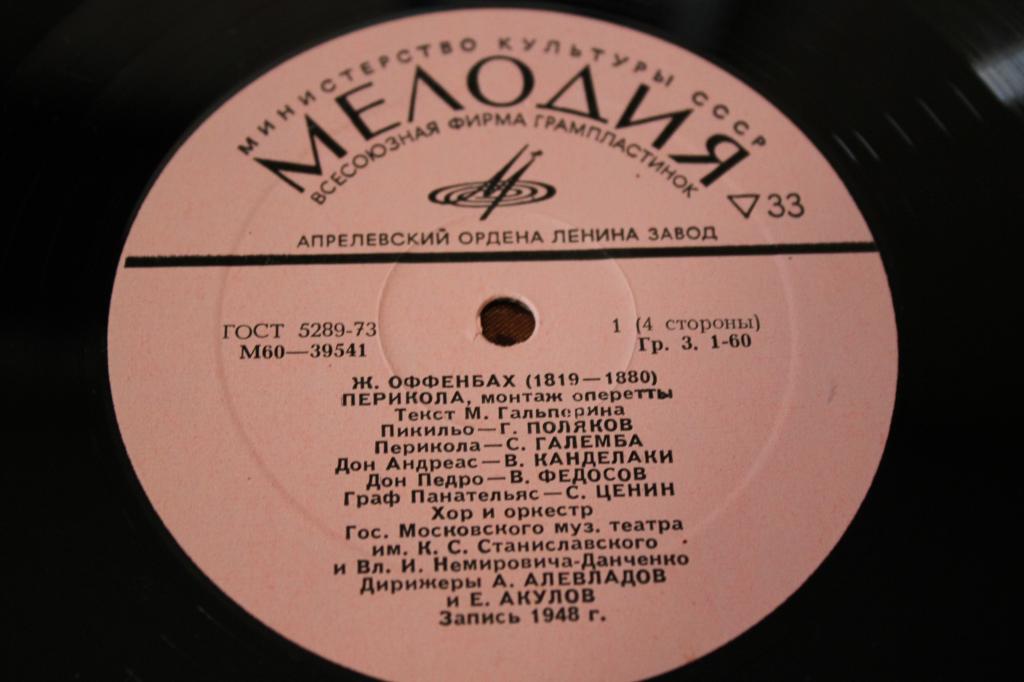 МИНИСТЕРСТВО КУЛЬТУРЫ СССР
МЕЛОДИЯ
ВСЕСОЮЗНАЯ ФИРМА ГРАМПЛАСТИНОК
33
АПРЕЛЕВСКИЙ ОРДЕНА ЛЕНИНА ЗАВОД
ГОСТ 5289-73
М60—39541
1 (4 стороны)
Гр. 3. 1-60
Ж. ОФФЕНБАХ (1819—1880)
ПЕРИКОЛА, монтаж оперетты
Текст М. Гальперина
Пикильо—Г. ПОЛЯКОВ
Перикола—С. ГАЛЕМБА
Дон Андреас—В. КАНДЕЛАКИ
Дон Педро—В. ФЕДОСОВ
Граф Панательяс—С. ЦЕНИН
Хор и оркестр
Гос. Московского муз. театра
им. К. С. Станиславского
и Вл. И. Немировича-Данченко
Дирижеры А. АЛЕВЛАДОВ
и Е. АКУЛОВ
Запись 1948 г.